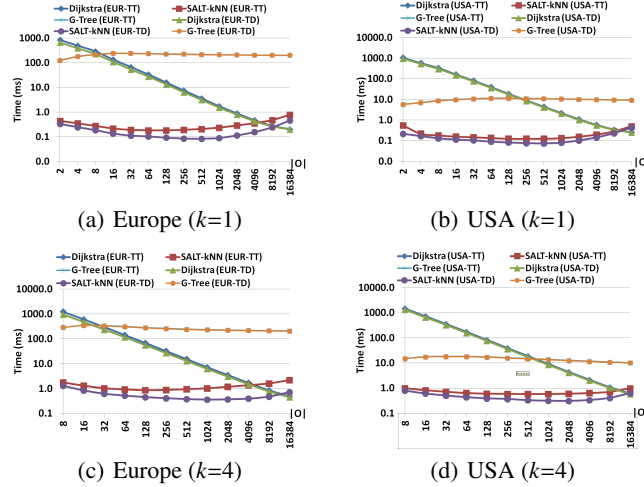 Dijkstra (EUR-TT) SALT-kNN (EUR-TT)
G-Tree (EUR-TT) Dijkstra (EUR-TD)
SALT-kNN (EUR-TD) G-Tree (EUR-TD)
Time (ms)
1000.0
100.0
10.0
1.0
0.1
0.0
2 4 8 16 32 64 128 256 512 1024 2048 4096 8192 16384
|O|
(a) Europe (k=1)
Dijkstra (USA-TT) SALT-kNN (USA-TT)
G-Tree (USA-TT) Dijkstra (USA-TD)
SALT-kNN (USA-TD) G-Tree (USA-TD)
Time (ms)
10000.0
1000.0
100.0
10.0
1.0
0.1
0.0
2 4 8 16 32 64 128 256 512 1024 2048 4096 8192 16384
|O|
(b) USA (k=1)
Dijkstra (EUR-TT) SALT-kNN (EUR-TT)
G-Tree (EUR-TT) Dijkstra (EUR-TD)
SALT-kNN (EUR-TD) G-Tree (EUR-TD)
Time (ms)
10000.0
1000.0
100.0
10.0
1.0
0.1
8 16 32 64 128 256 512 1024 2048 4096 8192 16384
|O|
(c) Europe (k=4)
Dijkstra (USA-TT) SALT-kNN (USA-TT)
G-Tree (USA-TT) Dijkstra (USA-TD)
SALT-kNN (USA-TD) G-Tree (USA-TD)
Time (ms)
10000.0
1000.0
100.0
10.0
1.0
0.1
8 16 32 64 128 256 512 1024 2048 4096 8192 16384
|O|
(d) USA (k=4)